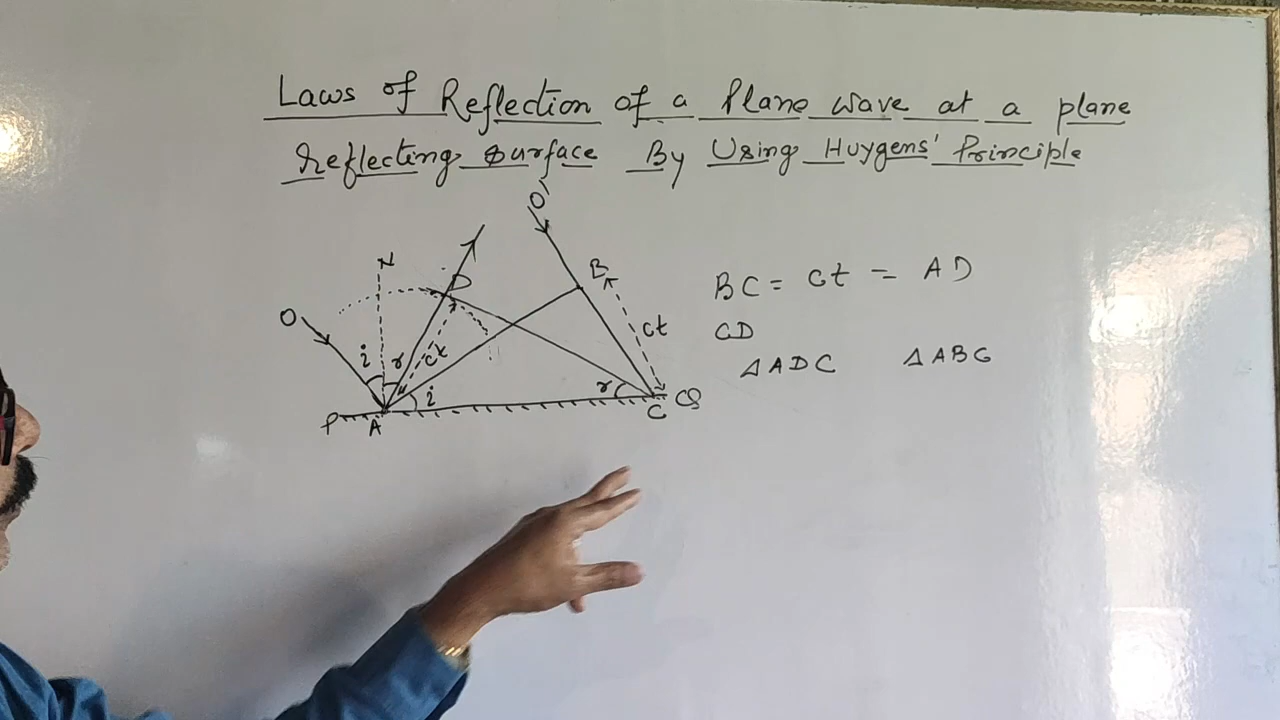 Laws of Reflection of a Plane wave at a plane
reflecting surface By Using Huygens' Principle
O'
N
D
B
O
i
r
ct
ct
i
r
P
A
C
Q
BC = ct = AD
CD
△ADC △ABC